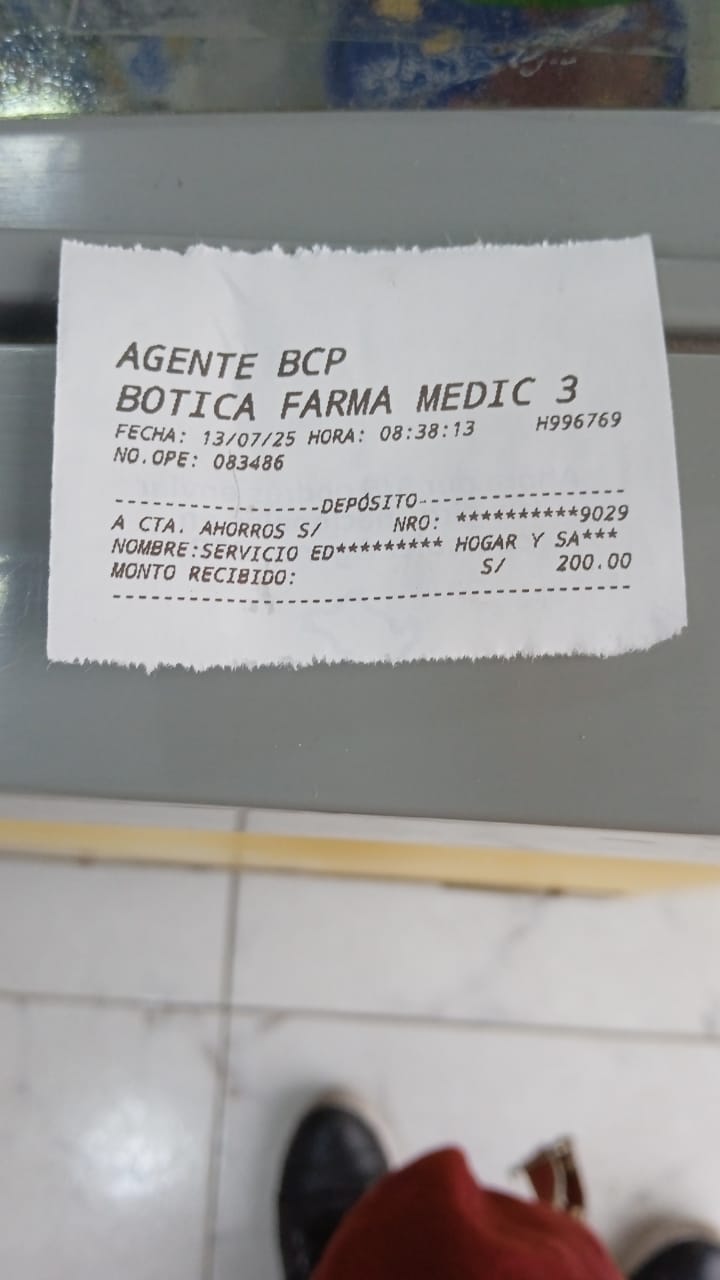 AGENTE BCP
BOTICA FARMA MEDIC 3
FECHA: 13/07/25 HORA: 08:38:13 H996769
NO.OPE: 083486
-----------------DEPÓSITO-----------------
A CTA. AHORROS S/ NRO: **********9029
NOMBRE:SERVICIO ED********* HOGAR Y SA***
MONTO RECIBIDO: S/ 200.00
------------------------------------------